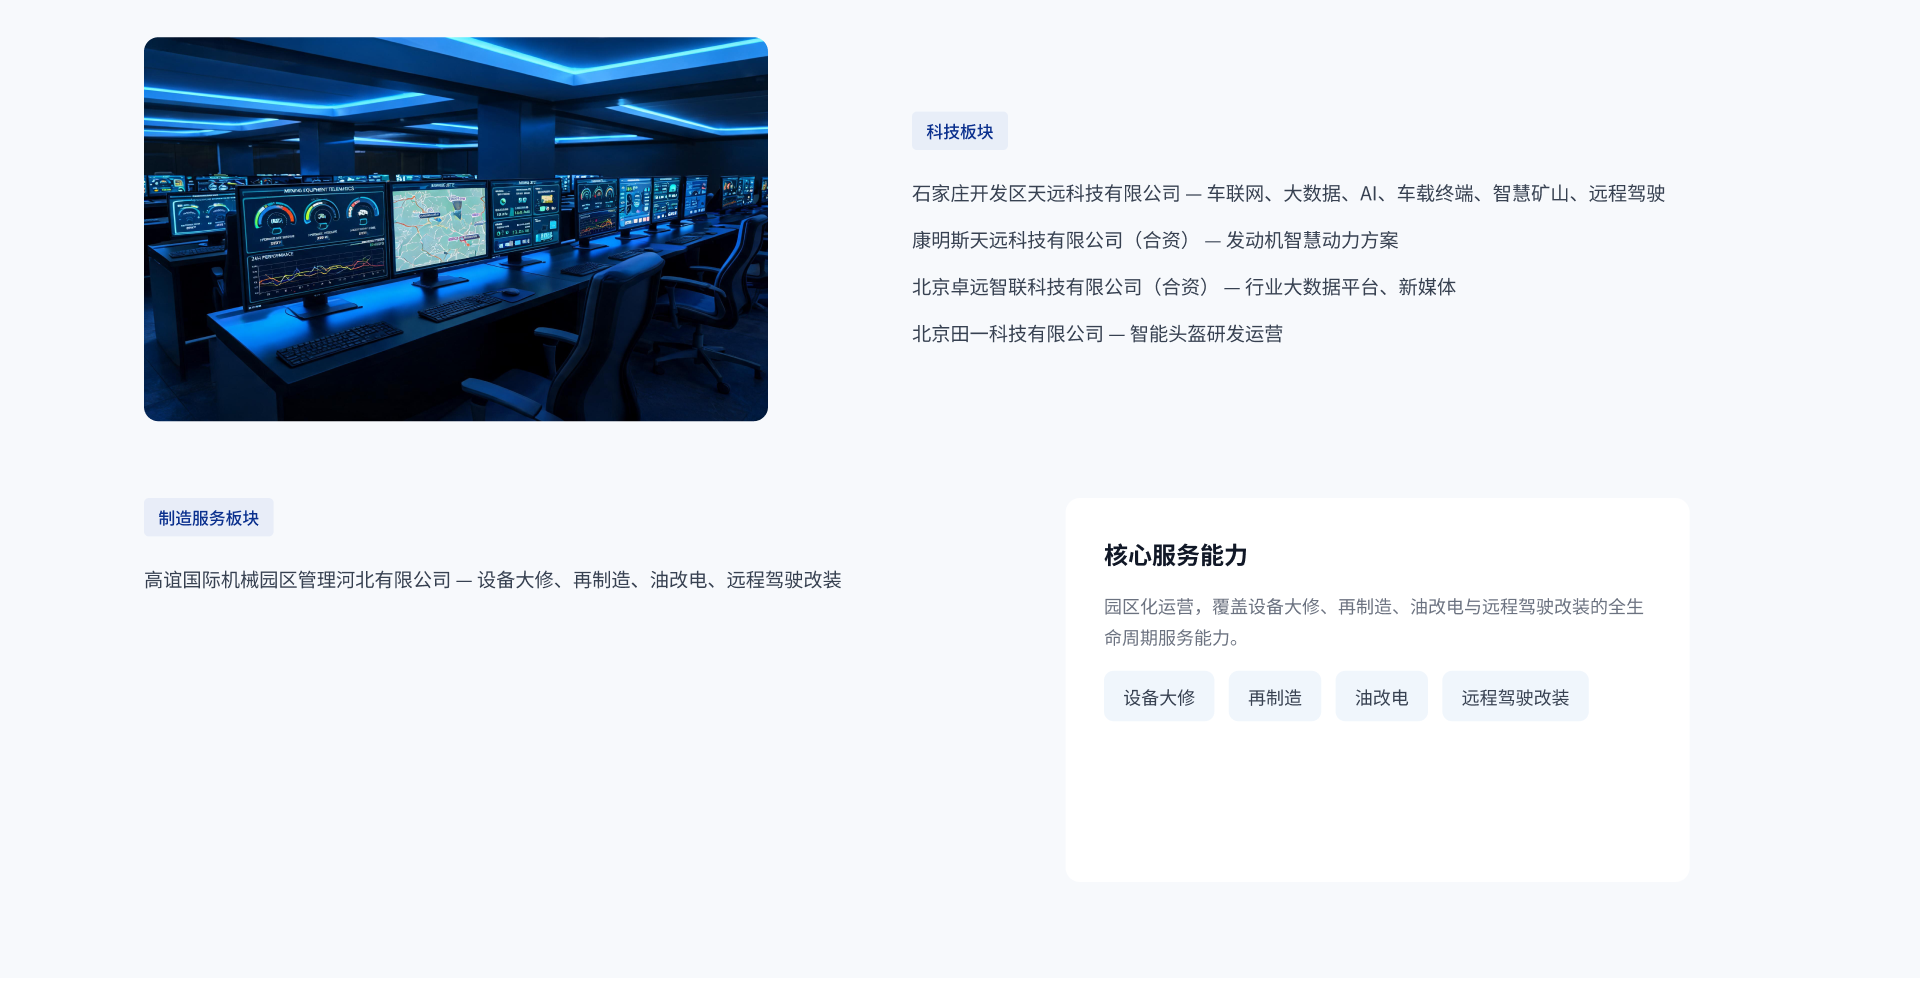 MINING EQUIPMENT TELEMATICS
24H PERFORMANCE
科技板块
石家庄开发区天远科技有限公司 — 车联网、大数据、AI、车载终端、智慧矿山、远程驾驶
康明斯天远科技有限公司（合资） — 发动机智慧动力方案
北京卓远智联科技有限公司（合资） — 行业大数据平台、新媒体
北京田一科技有限公司 — 智能头盔研发运营
制造服务板块
高谊国际机械园区管理河北有限公司 — 设备大修、再制造、油改电、远程驾驶改装
核心服务能力
园区化运营，覆盖设备大修、再制造、油改电与远程驾驶改装的全生
命周期服务能力。
设备大修
再制造
油改电
远程驾驶改装